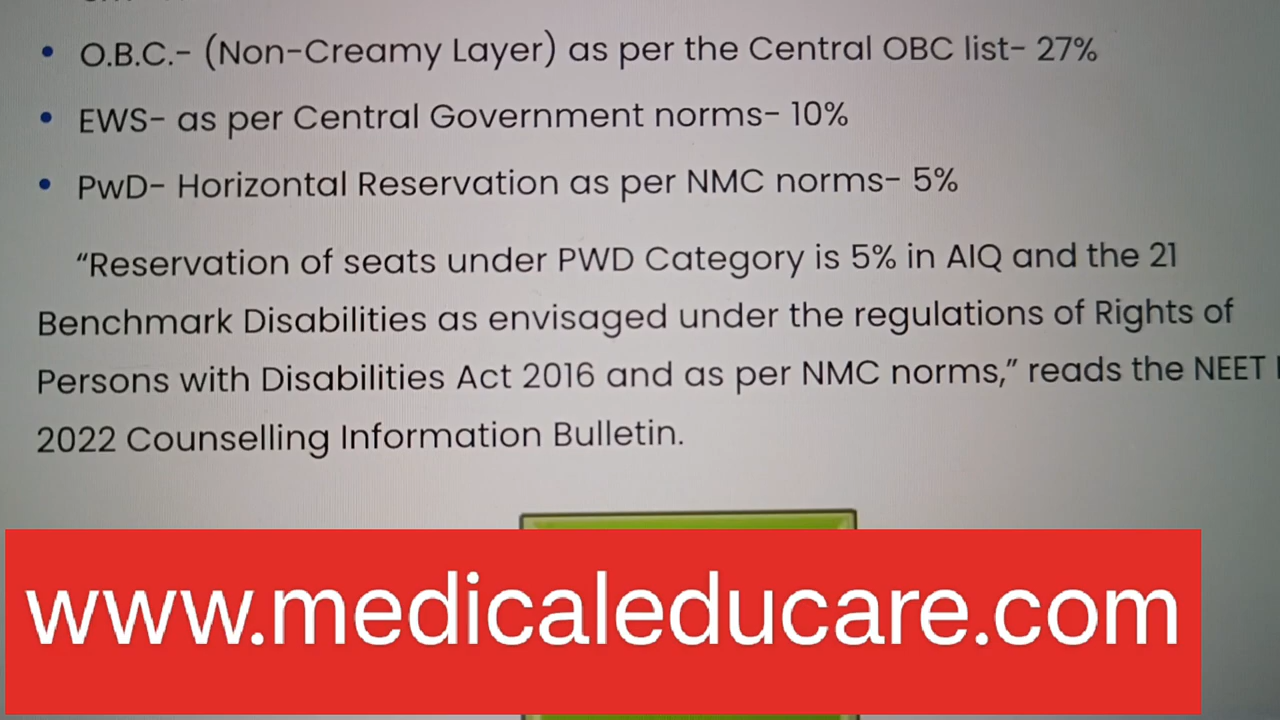 • O.B.C.- (Non-Creamy Layer) as per the Central OBC list- 27%
• EWS- as per Central Government norms- 10%
• PwD- Horizontal Reservation as per NMC norms- 5%
“Reservation of seats under PWD Category is 5% in AIQ and the 21
Benchmark Disabilities as envisaged under the regulations of Rights of
Persons with Disabilities Act 2016 and as per NMC norms,” reads the NEET
2022 Counselling Information Bulletin.
www.medicaleducare.com